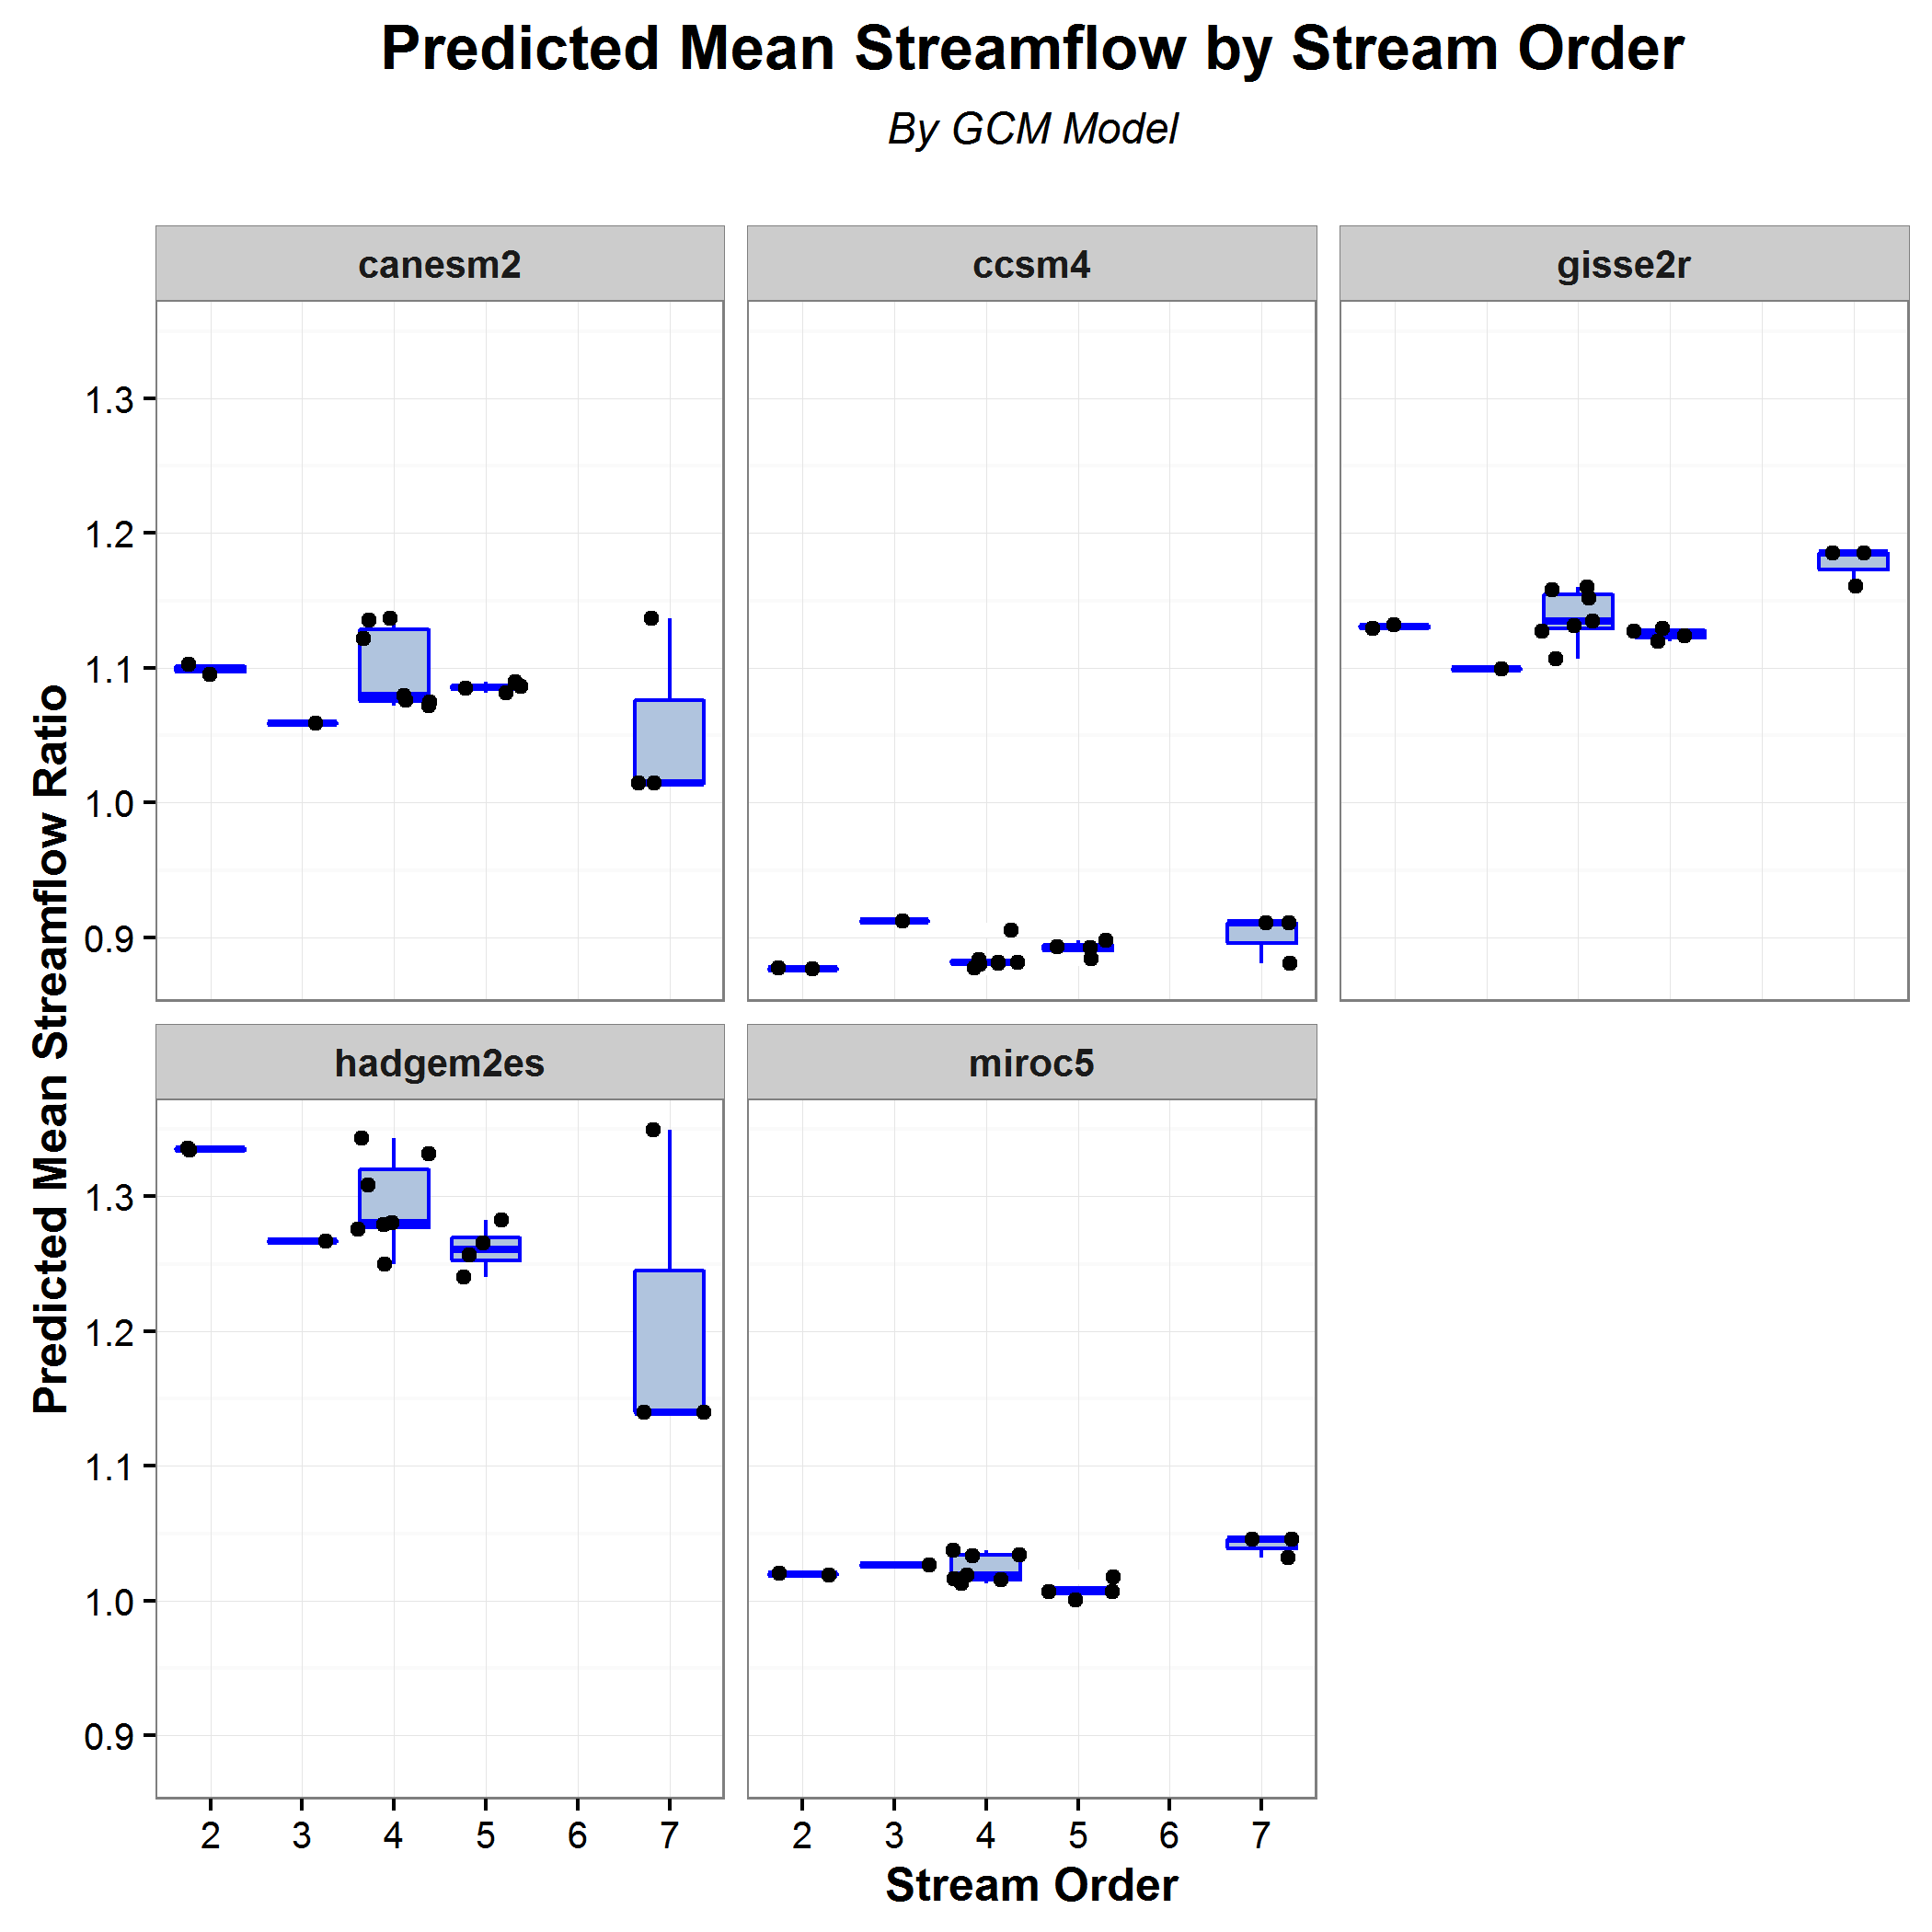 Predicted Mean Streamflow by Stream Order
By GCM Model
canesm2
ccsm4
gisse2r
1.3
1.2
1.1
1.0
0.9
Predicted Mean Streamflow Ratio
hadgem2es
miroc5
1.3
1.2
1.1
1.0
0.9
2 3 4 5 6 7
2 3 4 5 6 7
Stream Order